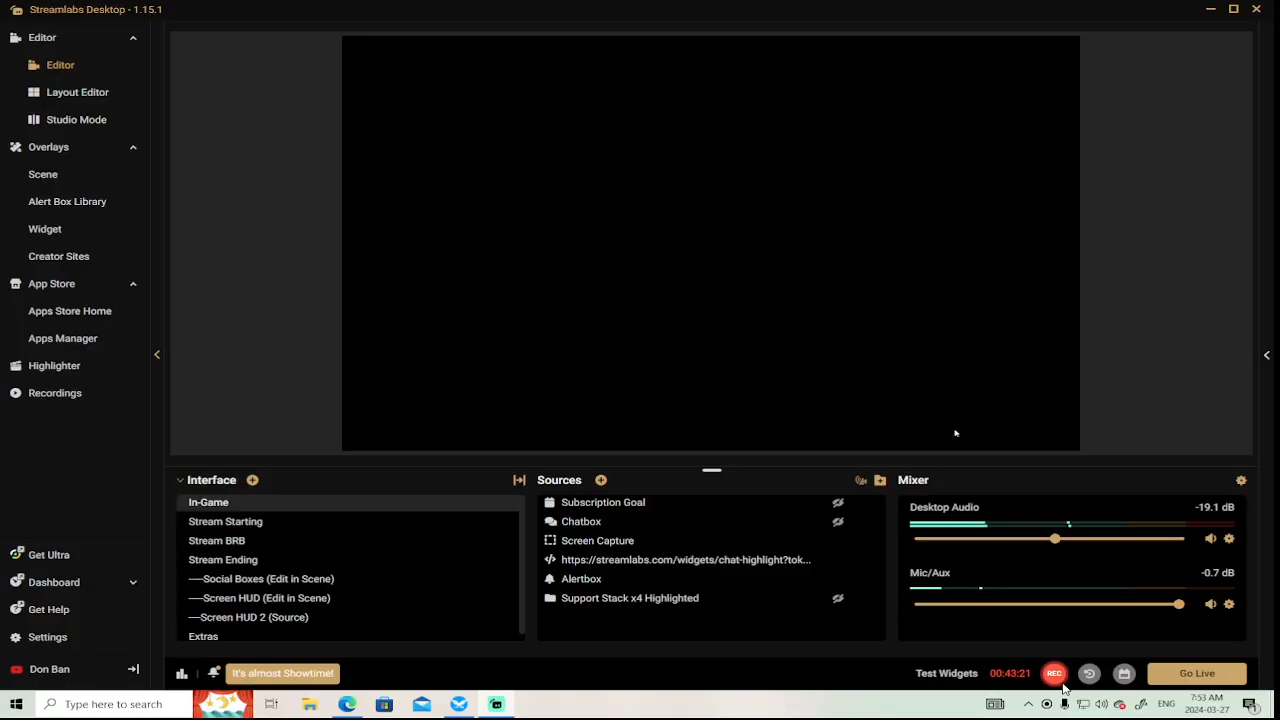 Streamlabs Desktop - 1.15.1
Editor
Editor
Layout Editor
Studio Mode
Overlays
Scene
Alert Box Library
Widget
Creator Sites
App Store
Apps Store Home
Apps Manager
Highlighter
Recordings
Get Ultra
Dashboard
Get Help
Settings
Don Ban
Interface
In-Game
Stream Starting
Stream BRB
Stream Ending
––Social Boxes (Edit in Scene)
––Screen HUD (Edit in Scene)
––Screen HUD 2 (Source)
Extras
Sources
Subscription Goal
Chatbox
Screen Capture
https://streamlabs.com/widgets/chat-highlight?tok...
Alertbox
Support Stack x4 Highlighted
Mixer
Desktop Audio -19.1 dB
Mic/Aux -0.7 dB
It's almost Showtime!
Test Widgets 00:43:21 REC Go Live
Type here to search
ENG
7:53 AM
2024-03-27
1